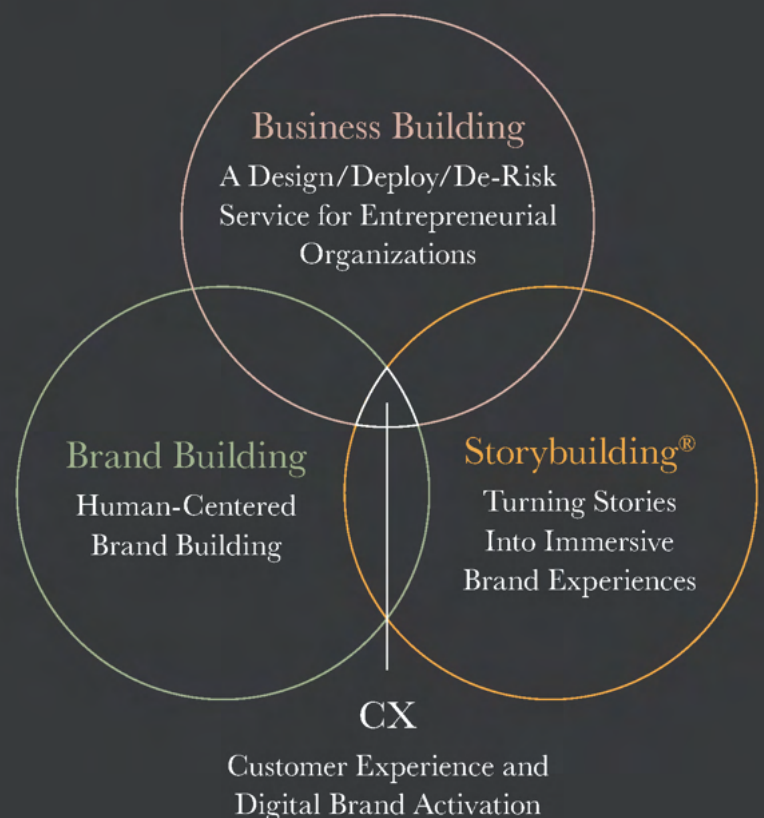 Business Building
A Design/Deploy/De-Risk
Service for Entrepreneurial
Organizations
Brand Building
Human-Centered
Brand Building
Storybuilding®
Turning Stories
Into Immersive
Brand Experiences
CX
Customer Experience and
Digital Brand Activation